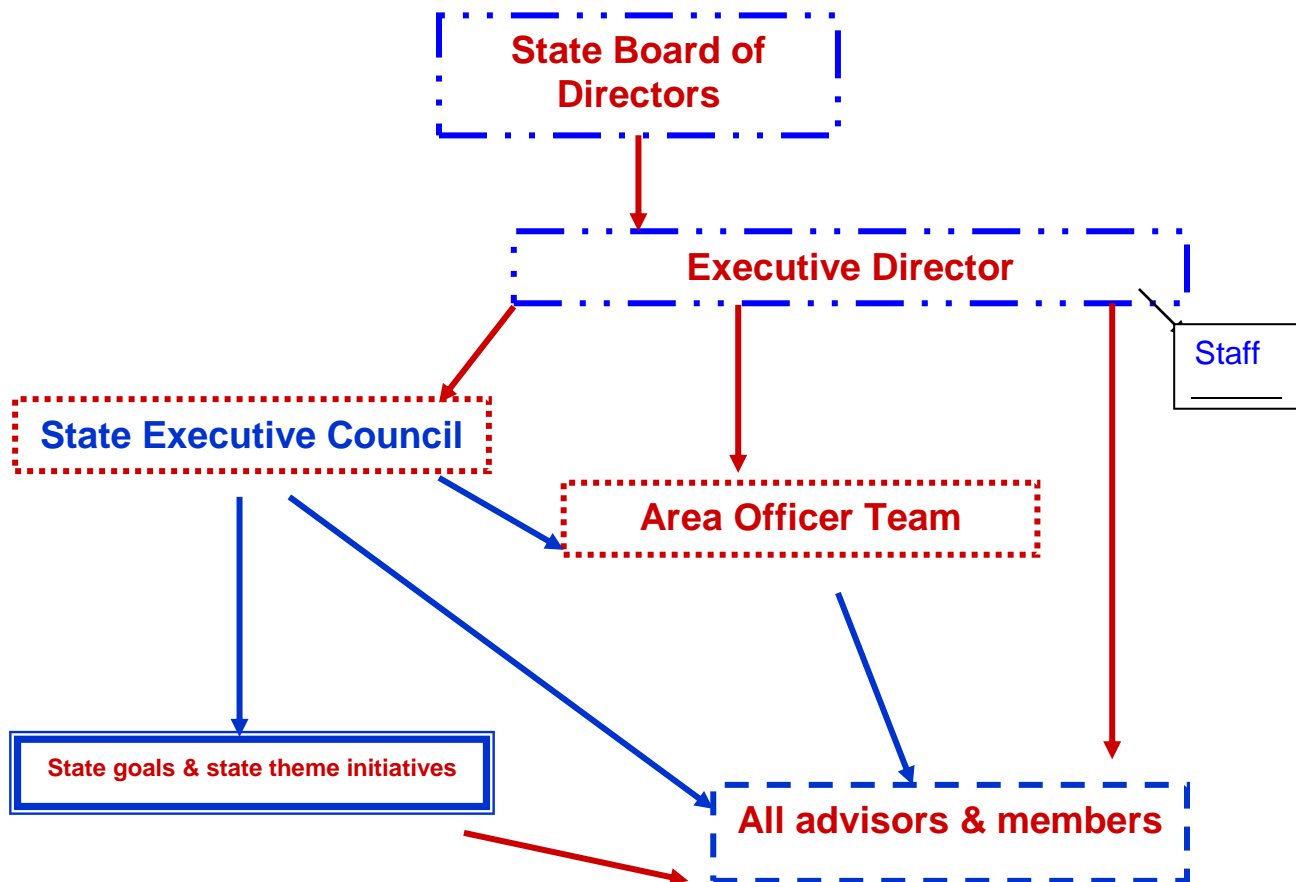 State Board of
Directors
Executive Director
Staff
State Executive Council
Area Officer Team
State goals & state theme initiatives
All advisors & members